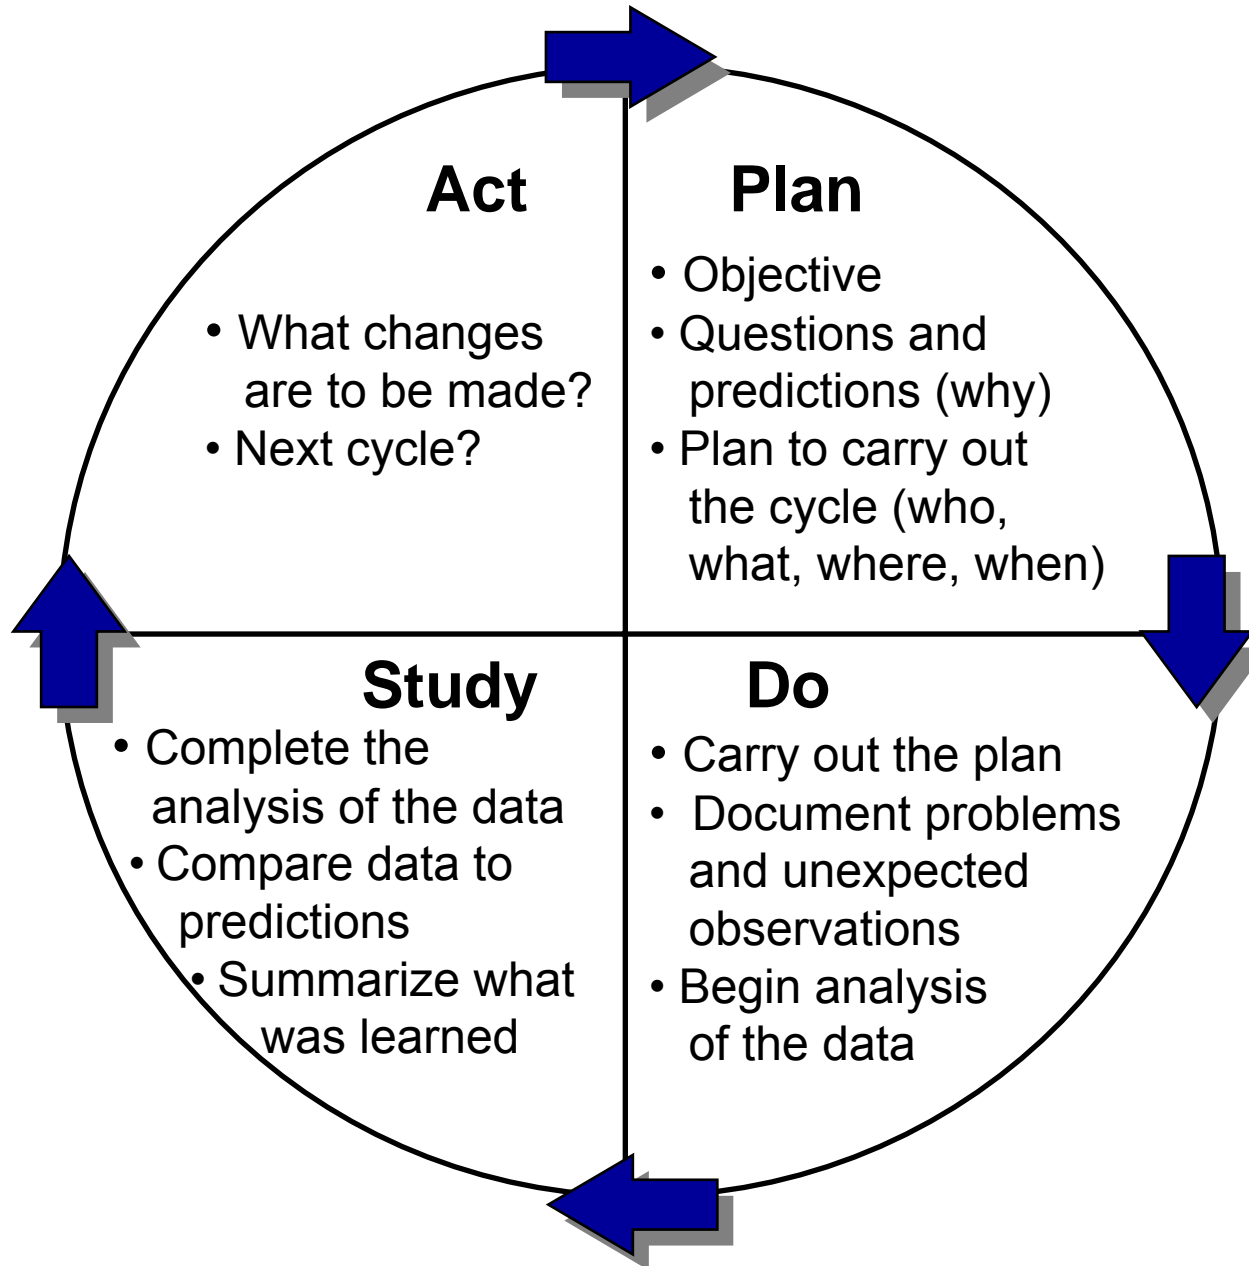 Act
• What changes
are to be made?
• Next cycle?
Plan
• Objective
• Questions and
predictions (why)
• Plan to carry out
the cycle (who,
what, where, when)
Study
• Complete the
analysis of the data
• Compare data to
predictions
• Summarize what
was learned
Do
• Carry out the plan
• Document problems
and unexpected
observations
• Begin analysis
of the data